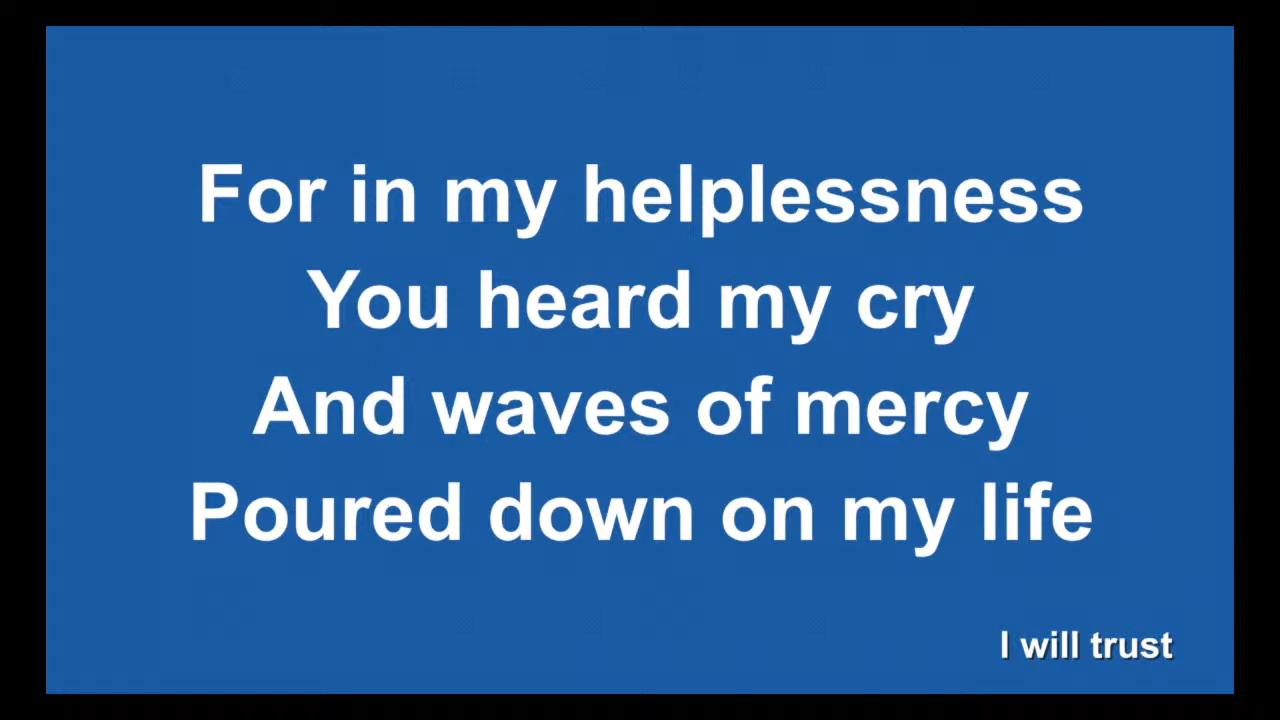 For in my helplessness
You heard my cry
And waves of mercy
Poured down on my life
I will trust